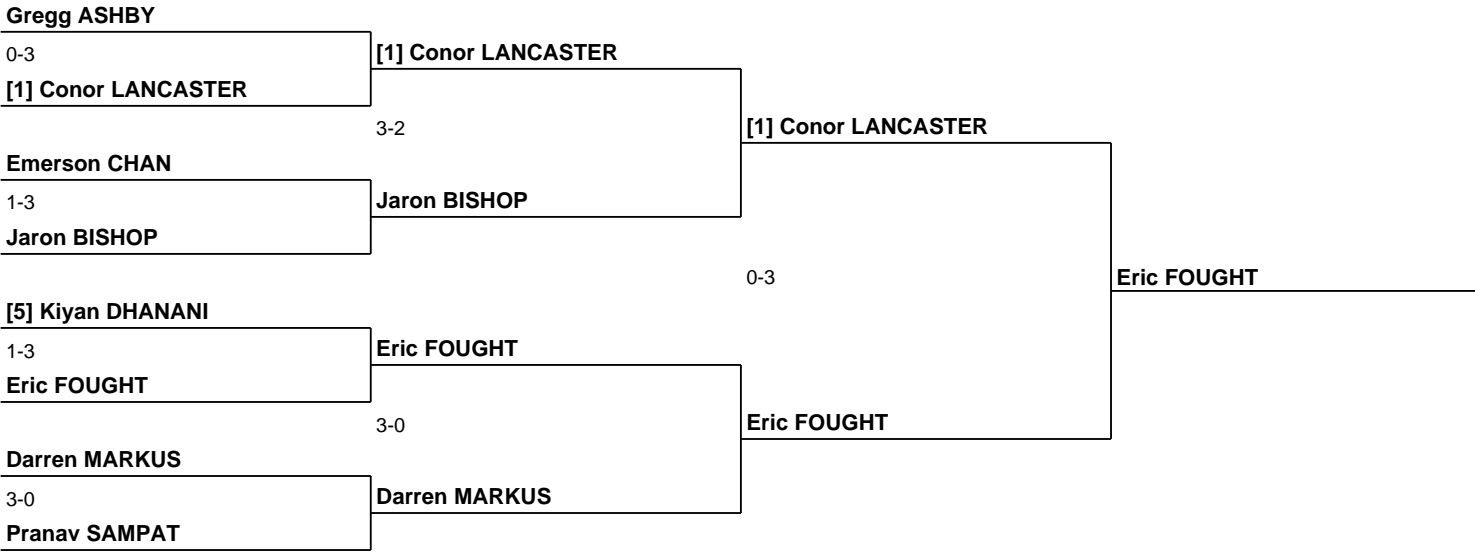 Gregg ASHBY
0-3
[1] Conor LANCASTER
[1] Conor LANCASTER
3-2
[1] Conor LANCASTER
Emerson CHAN
1-3
Jaron BISHOP
Jaron BISHOP
0-3
Eric FOUGHT
[5] Kiyan DHANANI
1-3
Eric FOUGHT
Eric FOUGHT
3-0
Eric FOUGHT
Darren MARKUS
3-0
Darren MARKUS
Pranav SAMPAT